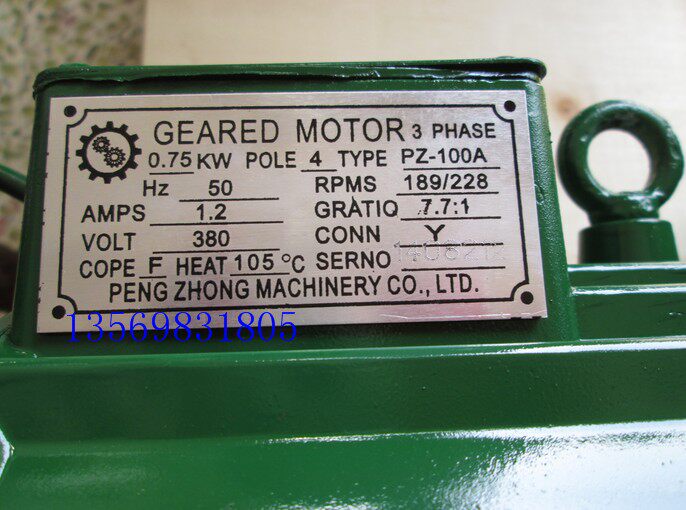 GEARED MOTOR 3 PHASE
0.75 KW POLE 4 TYPE PZ-100A
Hz 50 RPMS 189/228
AMPS 1.2 GRATIO 7.7:1
VOLT 380 CONN Y
COPE F HEAT 105 °C SERNO
PENG ZHONG MACHINERY CO., LTD.
13569831805